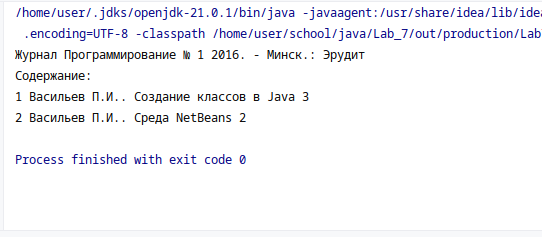 /home/user/.jdks/openjdk-21.0.1/bin/java -javaagent:/usr/share/idea/lib/idea
.encoding=UTF-8 -classpath /home/user/school/java/Lab_7/out/production/Lab
Журнал Программирование № 1 2016. - Минск.: Эрудит
Содержание:
1 Васильев П.И.. Создание классов в Java 3
2 Васильев П.И.. Среда NetBeans 2
Process finished with exit code 0